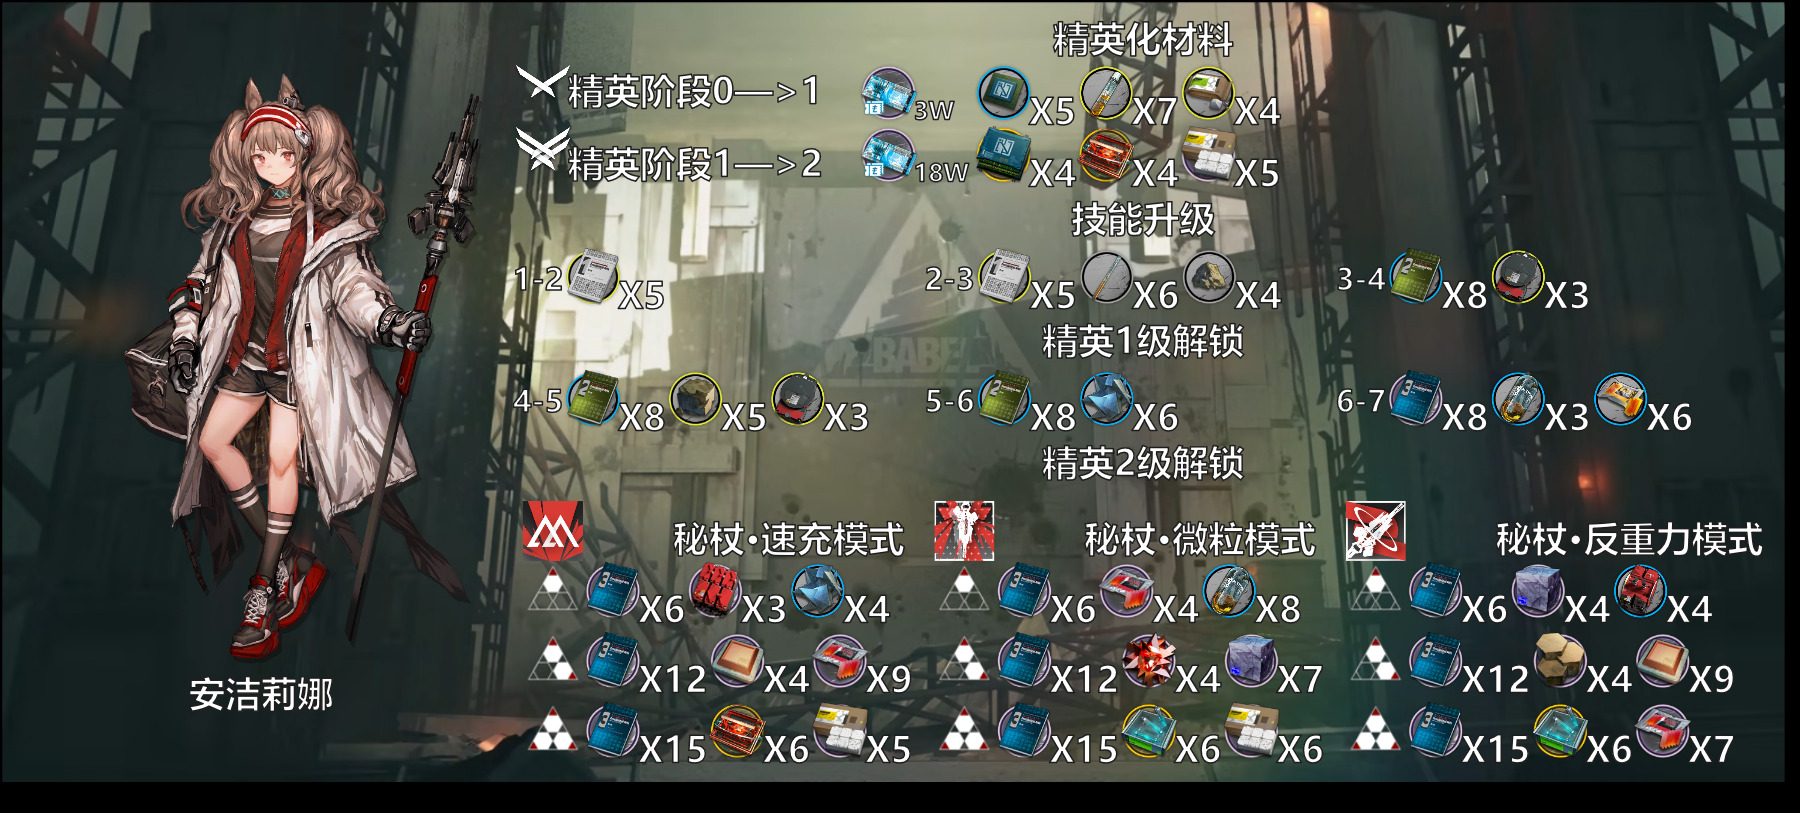 精英化材料
精英阶段0—>1 3W X5 X7 X4
精英阶段1—>2 18W X4 X4 X5
技能升级
1-2 X5 2-3 X5 X6 X4 3-4 X8 X3
精英1级解锁
BABEL
4-5 X8 X5 X3 5-6 X8 X6 6-7 X8 X3 X6
精英2级解锁
秘杖·速充模式 秘杖·微粒模式 秘杖·反重力模式
X6 X3 X4 X6 X4 X8 X6 X4 X4
X12 X4 X9 X12 X4 X7 X12 X4 X9
X15 X6 X5 X15 X6 X6 X15 X6 X7
安洁莉娜